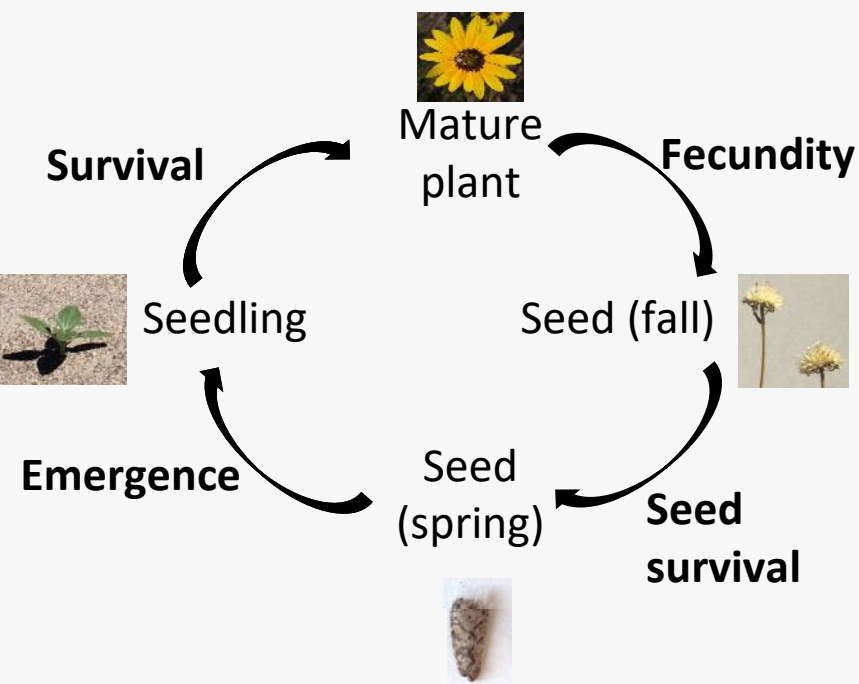 Mature
plant
Survival
Fecundity
Seedling
Seed (fall)
Emergence
Seed
(spring)
Seed
survival